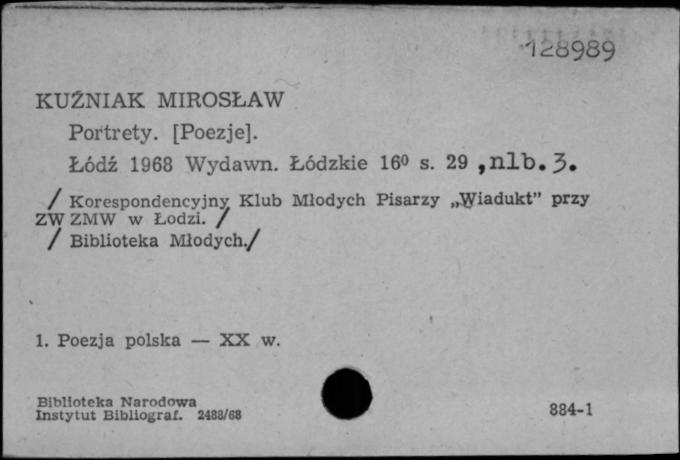 128989
KUŹNIAK MIROSŁAW
Portrety. [Poezje].
Łódź 1968 Wydawn. Łódzkie 16⁰ s. 29 ,nlb.3.
/ Korespondencyjny Klub Młodych Pisarzy „Wiadukt” przy
ZW ZMW w Łodzi. /
/ Biblioteka Młodych./
1. Poezja polska — XX w.
Biblioteka Narodowa
Instytut Bibliograf. 2488/68
884-1